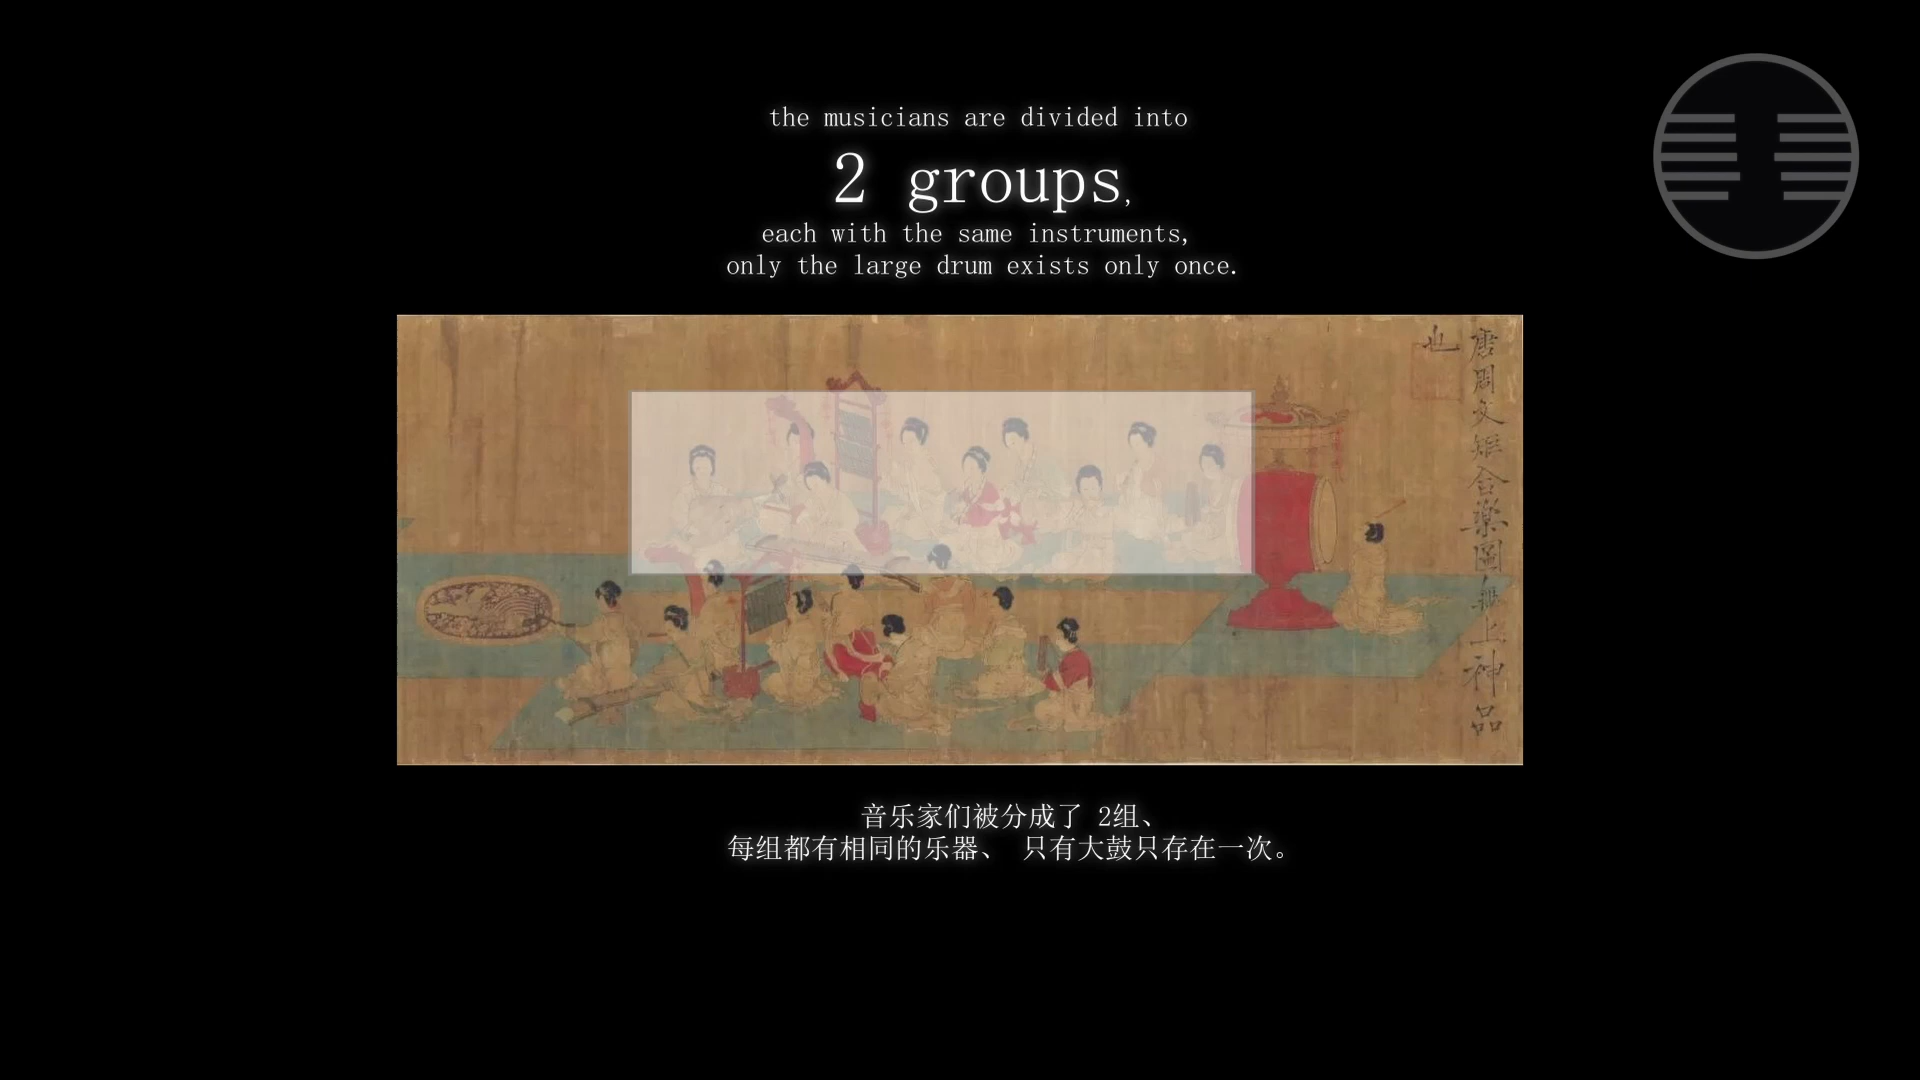 the musicians are divided into
2 groups,
each with the same instruments,
only the large drum exists only once.
唐周文矩合樂圖無上神品
也
音乐家们被分成了 2组、
每组都有相同的乐器、 只有大鼓只存在一次。